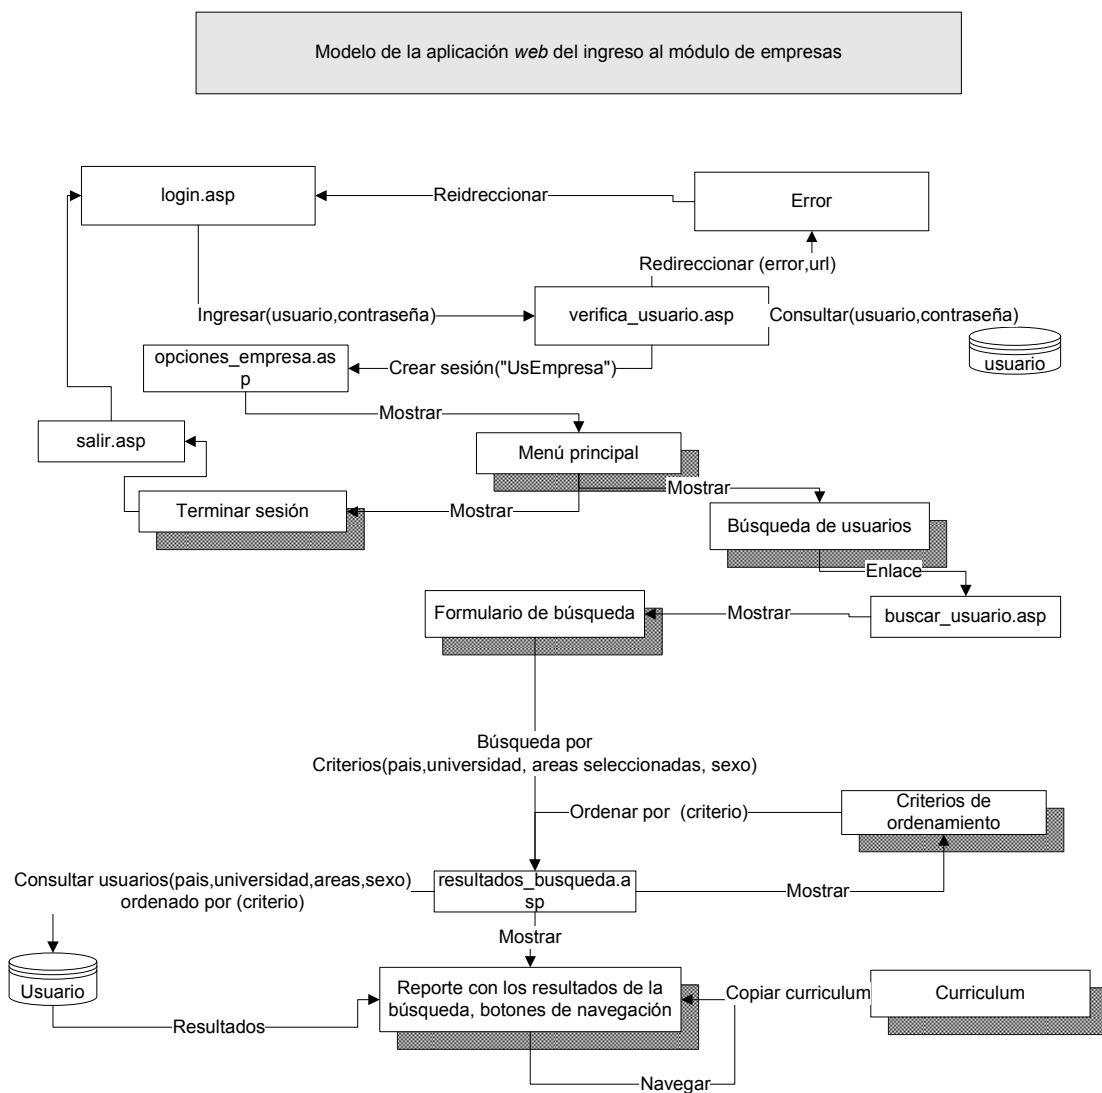 Modelo de la aplicación web del ingreso al módulo de empresas
login.asp
Reidreccionar
Error
Redireccionar (error,url)
Ingresar(usuario,contraseña)
verifica_usuario.asp
Consultar(usuario,contraseña)
usuario
opciones_empresa.as
p
Crear sesión("UsEmpresa")
Mostrar
salir.asp
Menú principal
Mostrar
Terminar sesión
Mostrar
Búsqueda de usuarios
Enlace
Formulario de búsqueda
Mostrar
buscar_usuario.asp
Búsqueda por
Criterios(pais,universidad, areas seleccionadas, sexo)
Ordenar por  (criterio)
Criterios de
ordenamiento
Consultar usuarios(pais,universidad,areas,sexo)
ordenado por (criterio)
resultados_busqueda.a
sp
Mostrar
Mostrar
Usuario
Reporte con los resultados de la
búsqueda, botones de navegación
Copiar curriculum
Curriculum
Resultados
Navegar